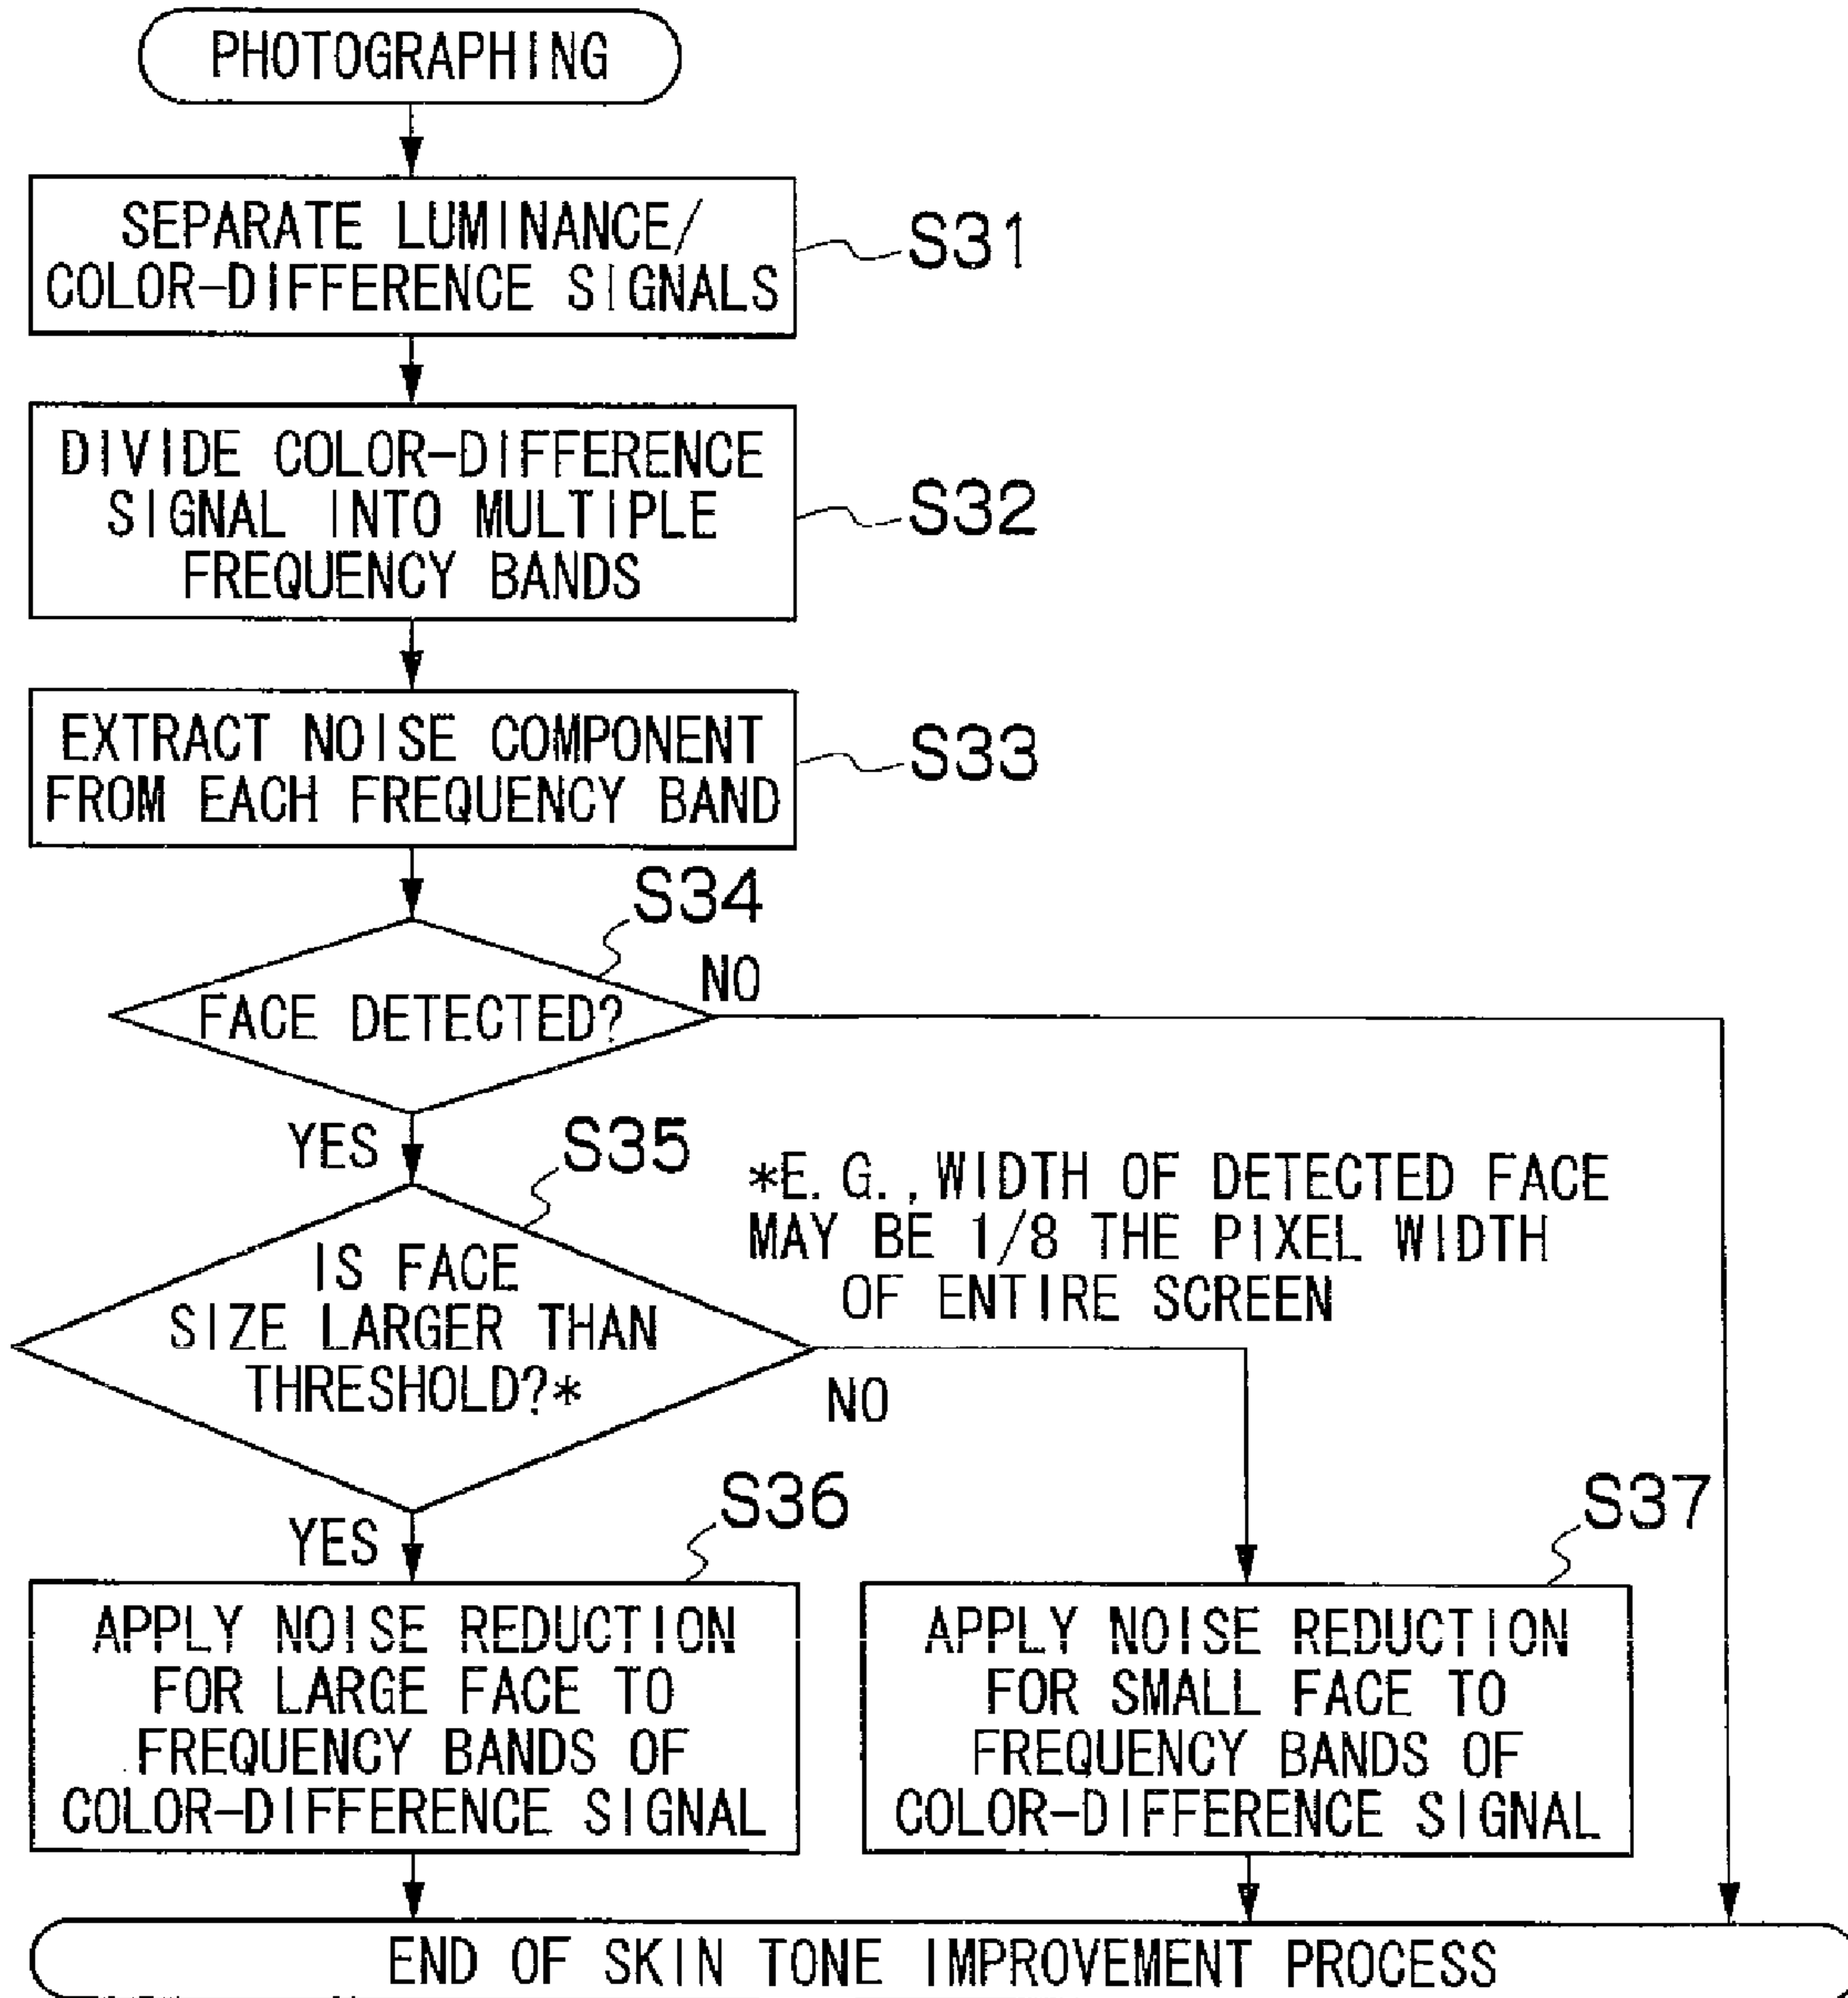 PHOTOGRAPHING
SEPARATE LUMINANCE/
COLOR-DIFFERENCE SIGNALS
S31
DIVIDE COLOR-DIFFERENCE
SIGNAL INTO MULTIPLE
FREQUENCY BANDS
S32
EXTRACT NOISE COMPONENT
FROM EACH FREQUENCY BAND
S33
S34
FACE DETECTED?
NO
YES
S35
*E.G.,WIDTH OF DETECTED FACE
MAY BE 1/8 THE PIXEL WIDTH
OF ENTIRE SCREEN
IS FACE
SIZE LARGER THAN
THRESHOLD?*
NO
YES
S36
APPLY NOISE REDUCTION
FOR LARGE FACE TO
FREQUENCY BANDS OF
COLOR-DIFFERENCE SIGNAL
S37
APPLY NOISE REDUCTION
FOR SMALL FACE TO
FREQUENCY BANDS OF
COLOR-DIFFERENCE SIGNAL
END OF SKIN TONE IMPROVEMENT PROCESS